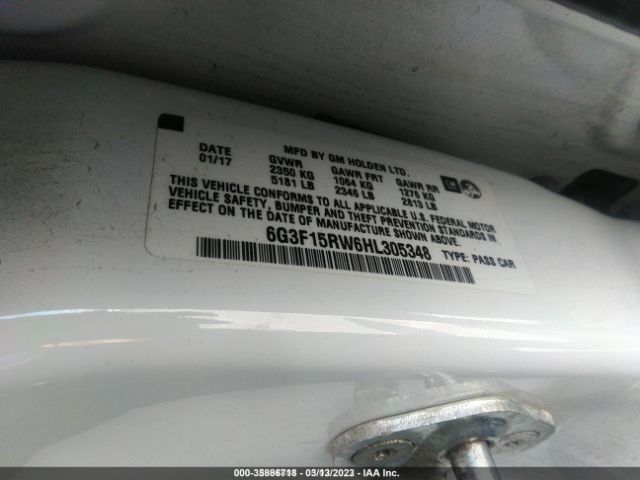 MFD BY GM HOLDEN LTD.
DATE GVWR GAWR FRT GAWR RR
01/17 2350 KG 1064 KG 1276 KG
5181 LB 2346 LB 2813 LB
THIS VEHICLE CONFORMS TO ALL APPLICABLE U.S. FEDERAL MOTOR
VEHICLE SAFETY, BUMPER AND THEFT PREVENTION STANDARDS IN
EFFECT ON THE DATE OF MANUFACTURE SHOWN ABOVE.
6G3F15RW6HL305348 TYPE: PASS CAR
000-35886718 - 03/13/2023 - IAA Inc.